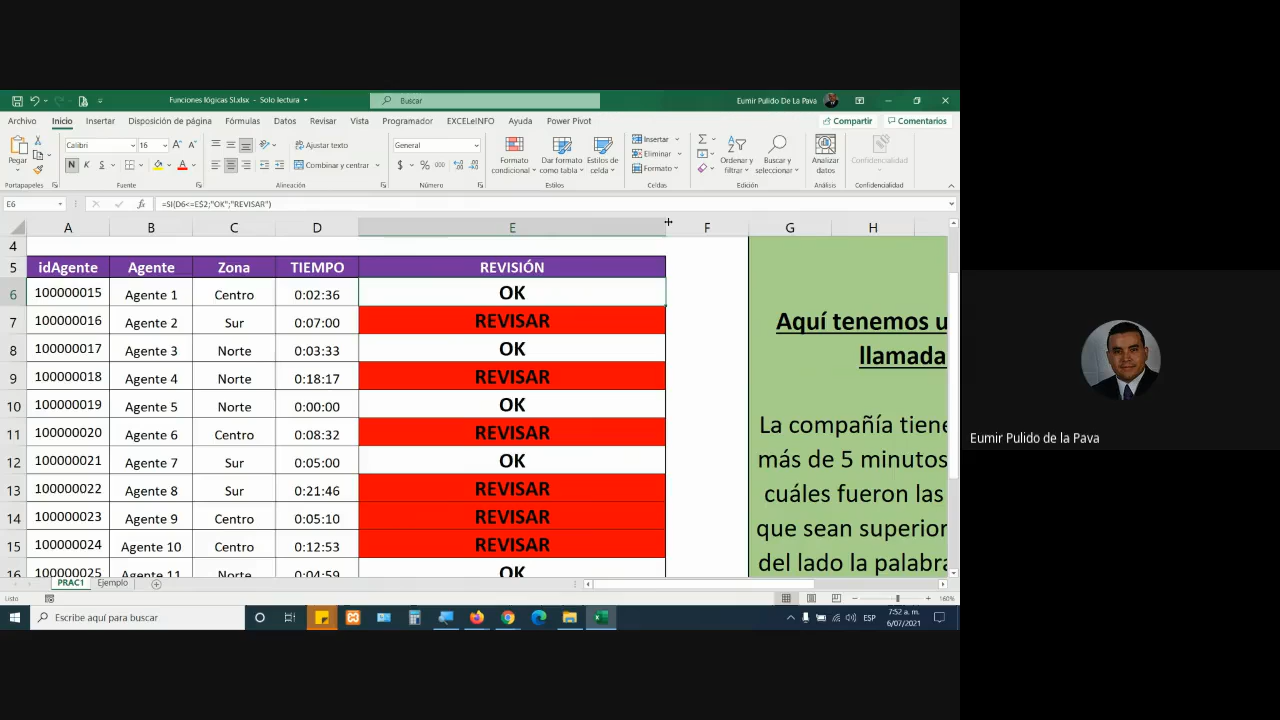 Funciones lógicas SI.xlsx - Solo lectura
Buscar
Eumir Pulido De La Pava
Archivo Inicio Insertar Disposición de página Fórmulas Datos Revisar Vista Programador EXCELeINFO Ayuda Power Pivot Compartir Comentarios
Pegar
Calibri 16
N K S
Ajustar texto
Combinar y centrar
General
$ % 000
Formato condicional
Dar formato como tabla
Estilos de celda
Insertar
Eliminar
Formato
Ordenar y filtrar
Buscar y seleccionar
Analizar datos
Confidencialidad
Portapapeles Fuente Alineación Número Estilos Celdas Edición Análisis Confidencialidad
E6 fx =SI(D6<=E$2;"OK";"REVISAR")
A B C D E F G H
4
5 idAgente Agente Zona TIEMPO REVISIÓN
6 100000015 Agente 1 Centro 0:02:36 OK
7 100000016 Agente 2 Sur 0:07:00 REVISAR
8 100000017 Agente 3 Norte 0:03:33 OK
9 100000018 Agente 4 Norte 0:18:17 REVISAR
10 100000019 Agente 5 Norte 0:00:00 OK
11 100000020 Agente 6 Centro 0:08:32 REVISAR
12 100000021 Agente 7 Sur 0:05:00 OK
13 100000022 Agente 8 Sur 0:21:46 REVISAR
14 100000023 Agente 9 Centro 0:05:10 REVISAR
15 100000024 Agente 10 Centro 0:12:53 REVISAR
16 100000025 Agente 11 Norte 0:04:59 OK
Aquí tenemos u
llamada
La compañía tiene
más de 5 minutos
cuáles fueron las
que sean superior
del lado la palabra
PRAC1 Ejemplo
Listo
160%
Escribe aquí para buscar
ESP
7:52 a. m.
6/07/2021
Eumir Pulido de la Pava